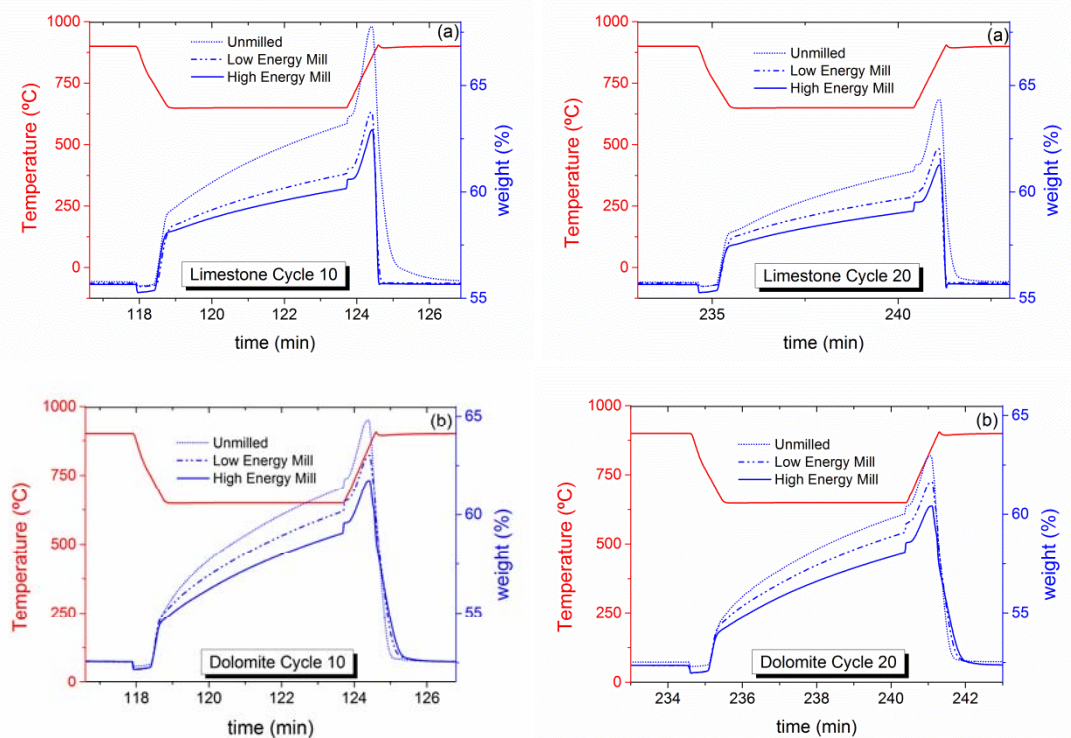 (a)
1000
750
500
250
0
Temperature (ºC)
Unmilled
Low Energy Mill
High Energy Mill
Limestone Cycle 10
65
60
55
weight (%)
118 120 122 124 126
time (min)
(a)
1000
750
500
250
0
Temperature (ºC)
Unmilled
Low Energy Mill
High Energy Mill
Limestone Cycle 20
65
60
55
weight (%)
235 240
time (min)
(b)
1000
750
500
250
0
Temperature (ºC)
Unmilled
Low Energy Mill
High Energy Mill
Dolomite Cycle 10
65
60
55
weight (%)
118 120 122 124 126
time (min)
(b)
1000
750
500
250
0
Temperature (ºC)
Unmilled
Low Energy Mill
High Energy Mill
Dolomite Cycle 20
65
60
55
weight (%)
234 236 238 240 242
time (min)